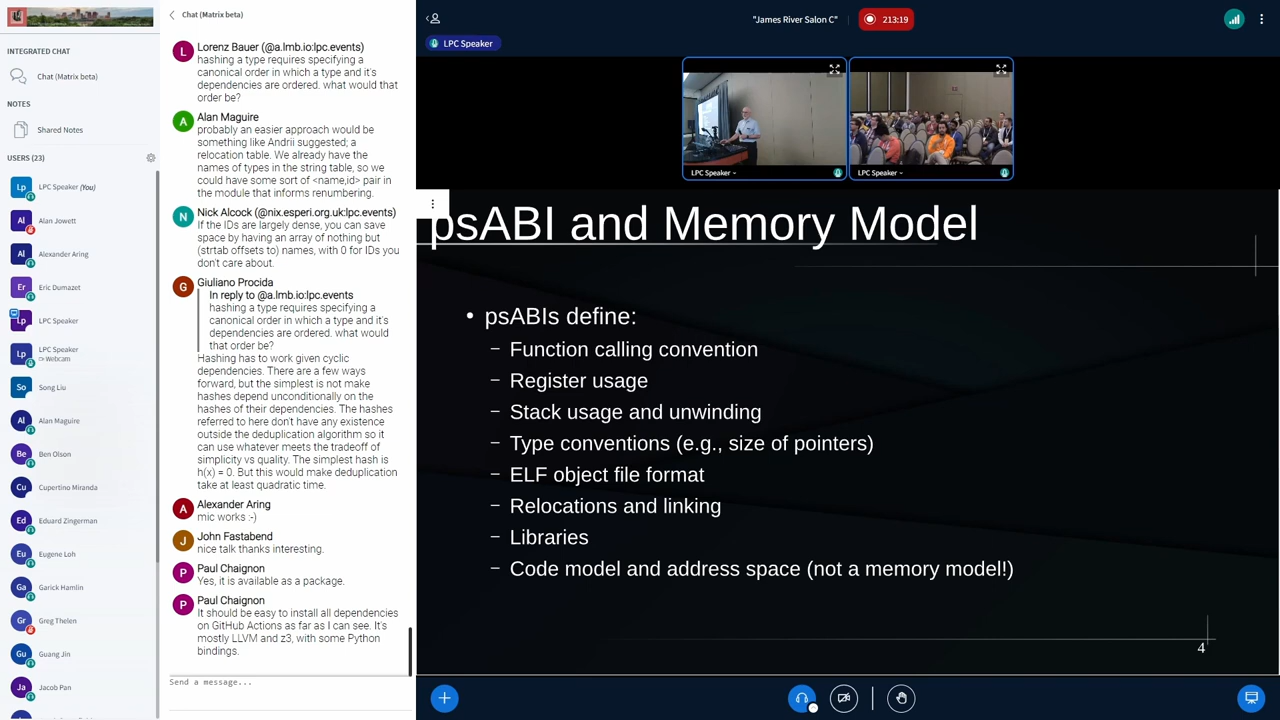 INTEGRATED CHAT
Chat (Matrix beta)
NOTES
Shared Notes
USERS (23)
Lp LPC Speaker (You)
Al Alan Jowett
Al Alexander Aring
Er Eric Dumazet
Lp LPC Speaker
Lp LPC Speaker
Webcam
So Song Liu
Al Alan Maguire
Be Ben Olson
Cu Cupertino Miranda
Ed Eduard Zingerman
Eu Eugene Loh
Ga Garick Hamlin
Gr Greg Thelen
Gu Guang Jin
Ja Jacob Pan
Chat (Matrix beta)
L Lorenz Bauer (@a.lmb.io:lpc.events)
hashing a type requires specifying a
canonical order in which a type and it's
dependencies are ordered. what would that
order be?
A Alan Maguire
probably an easier approach would be
something like Andrii suggested; a
relocation table. We already have the
names of types in the string table, so we
could have some sort of <name,id> pair in
the module that informs renumbering.
N Nick Alcock (@nix.esperi.org.uk:lpc.events)
If the IDs are largely dense, you can save
space by having an array of nothing but
(strtab offsets to) names, with 0 for IDs you
don't care about.
G Giuliano Procida
In reply to @a.lmb.io:lpc.events
hashing a type requires specifying a
canonical order in which a type and it's
dependencies are ordered. what would
that order be?
Hashing has to work given cyclic
dependencies. There are a few ways
forward, but the simplest is not make
hashes depend unconditionally on the
hashes of their dependencies. The hashes
referred to here don't have any existence
outside the deduplication algorithm so it
can use whatever meets the tradeoff of
simplicity vs quality. The simplest hash is
h(x) = 0. But this would make deduplication
take at least quadratic time.
A Alexander Aring
mic works :-)
J John Fastabend
nice talk thanks interesting.
P Paul Chaignon
Yes, it is available as a package.
P Paul Chaignon
It should be easy to install all dependencies
on GitHub Actions as far as I can see. It's
mostly LLVM and z3, with some Python
bindings.
Send a message...
"James River Salon C"
213:19
LPC Speaker
LPC Speaker
LPC Speaker
psABI and Memory Model
• psABIs define:
– Function calling convention
– Register usage
– Stack usage and unwinding
– Type conventions (e.g., size of pointers)
– ELF object file format
– Relocations and linking
– Libraries
– Code model and address space (not a memory model!)
4